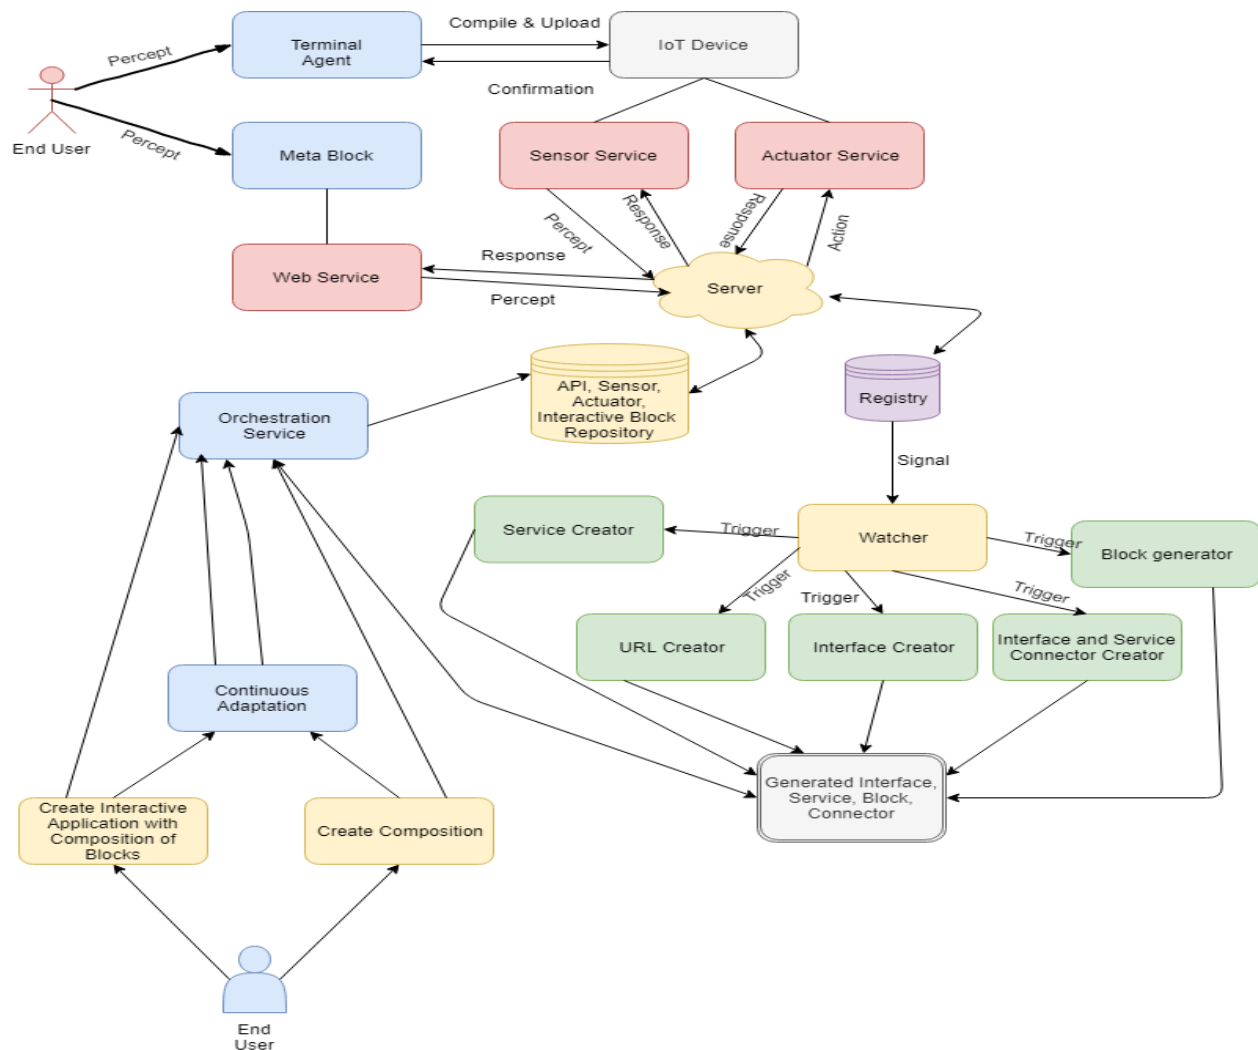 Compile & Upload
Terminal
Agent
IoT Device
Percept
Confirmation
End User
Percept
Meta Block
Sensor Service
Actuator Service
Percept
Response
Response
Action
Web Service
Response
Percept
Server
API, Sensor,
Actuator,
Interactive Block
Repository
Registry
Orchestration
Service
Signal
Service Creator
Trigger
Watcher
Trigger
Block generator
Trigger
Trigger
Trigger
URL Creator
Interface Creator
Interface and Service
Connector Creator
Continuous
Adaptation
Generated Interface,
Service, Block,
Connector
Create Interactive
Application with
Composition of
Blocks
Create Composition
End
User